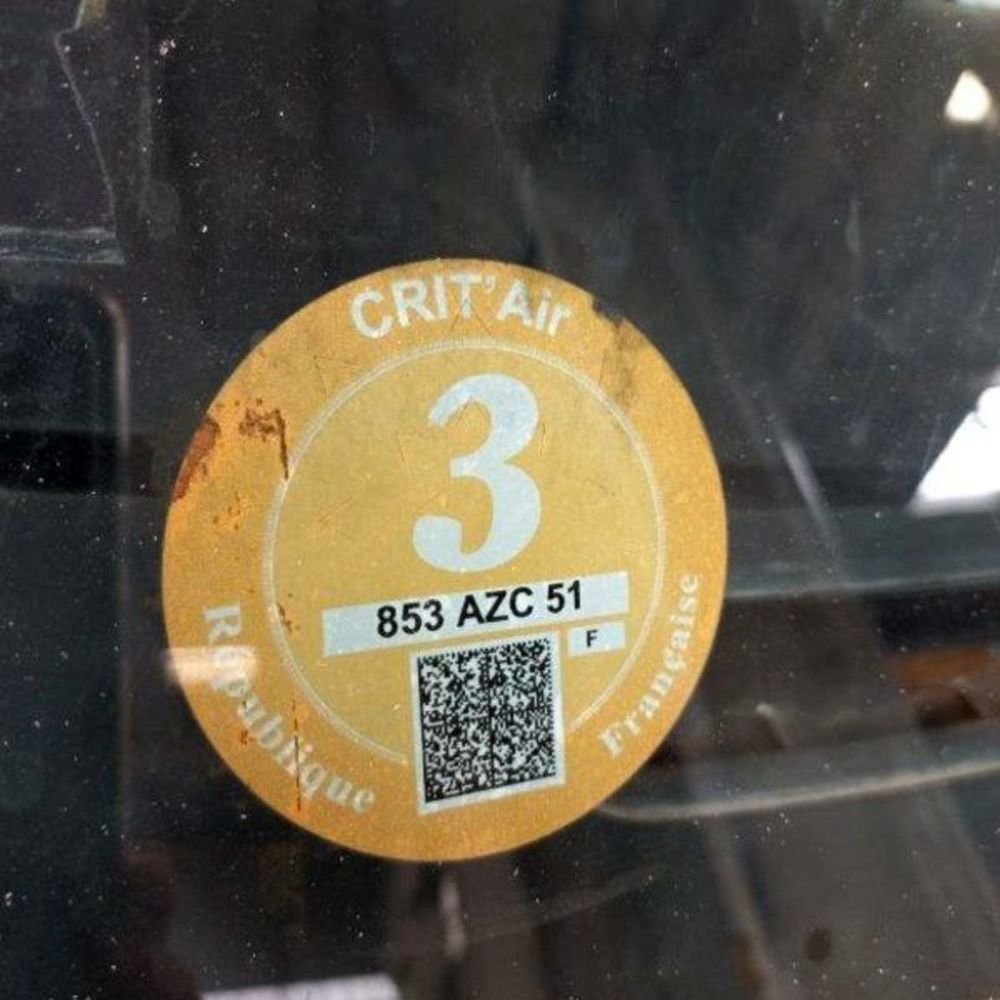 CRIT'Air
3
853 AZC 51
F
République
Française